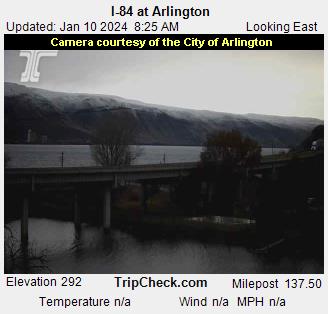 I-84 at Arlington
Updated: Jan 10 2024 8:25 AM Looking East
Camera courtesy of the City of Arlington
Elevation 292 TripCheck.com Milepost 137.50
Temperature n/a Wind n/a MPH n/a